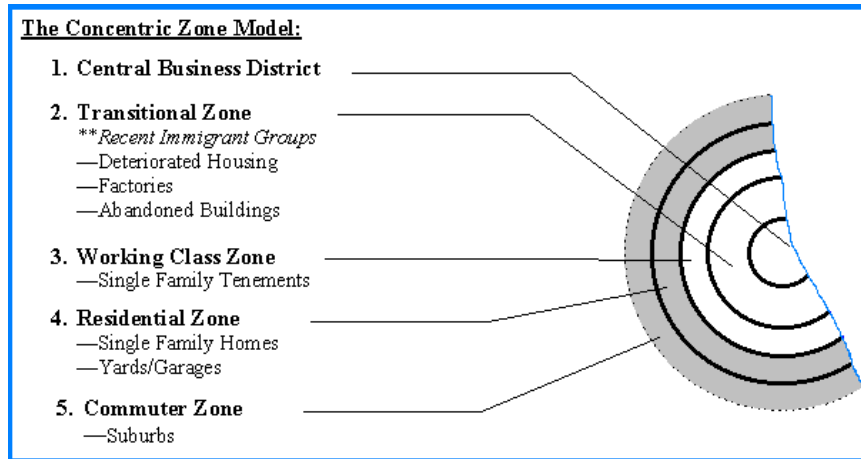 The Concentric Zone Model:
1. Central Business District
2. Transitional Zone
**Recent Immigrant Groups
—Deteriorated Housing
—Factories
—Abandoned Buildings
3. Working Class Zone
—Single Family Tenements
4. Residential Zone
—Single Family Homes
—Yards/Garages
5. Commuter Zone
—Suburbs